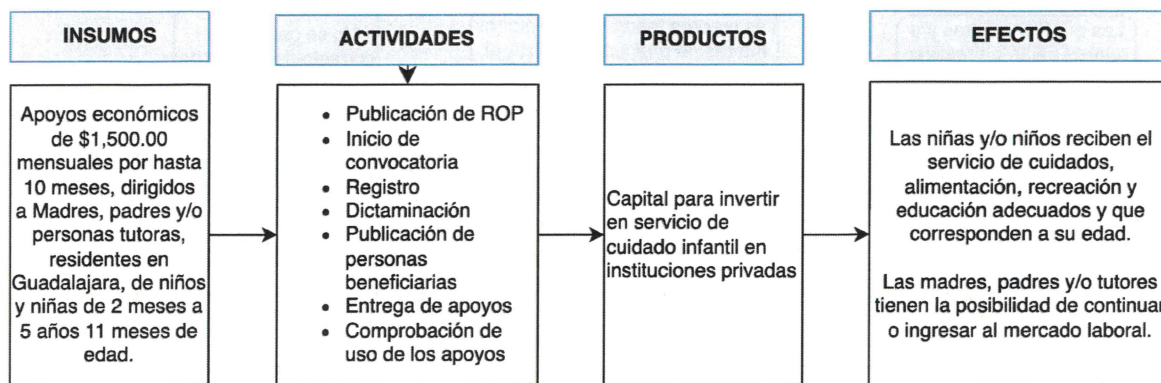 INSUMOS
ACTIVIDADES
PRODUCTOS
EFECTOS
Apoyos económicos
de $1,500.00
mensuales por hasta
10 meses, dirigidos
a Madres, padres y/o
personas tutoras,
residentes en
Guadalajara, de niños
y niñas de 2 meses a
5 años 11 meses de
edad.
• Publicación de ROP
• Inicio de
convocatoria
• Registro
• Dictaminación
• Publicación de
personas
beneficiarias
• Entrega de apoyos
• Comprobación de
uso de los apoyos
Capital para invertir
en servicio de
cuidado infantil en
instituciones privadas
Las niñas y/o niños reciben el
servicio de cuidados,
alimentación, recreación y
educación adecuados y que
corresponden a su edad.
Las madres, padres y/o tutores
tienen la posibilidad de continuar
o ingresar al mercado laboral.